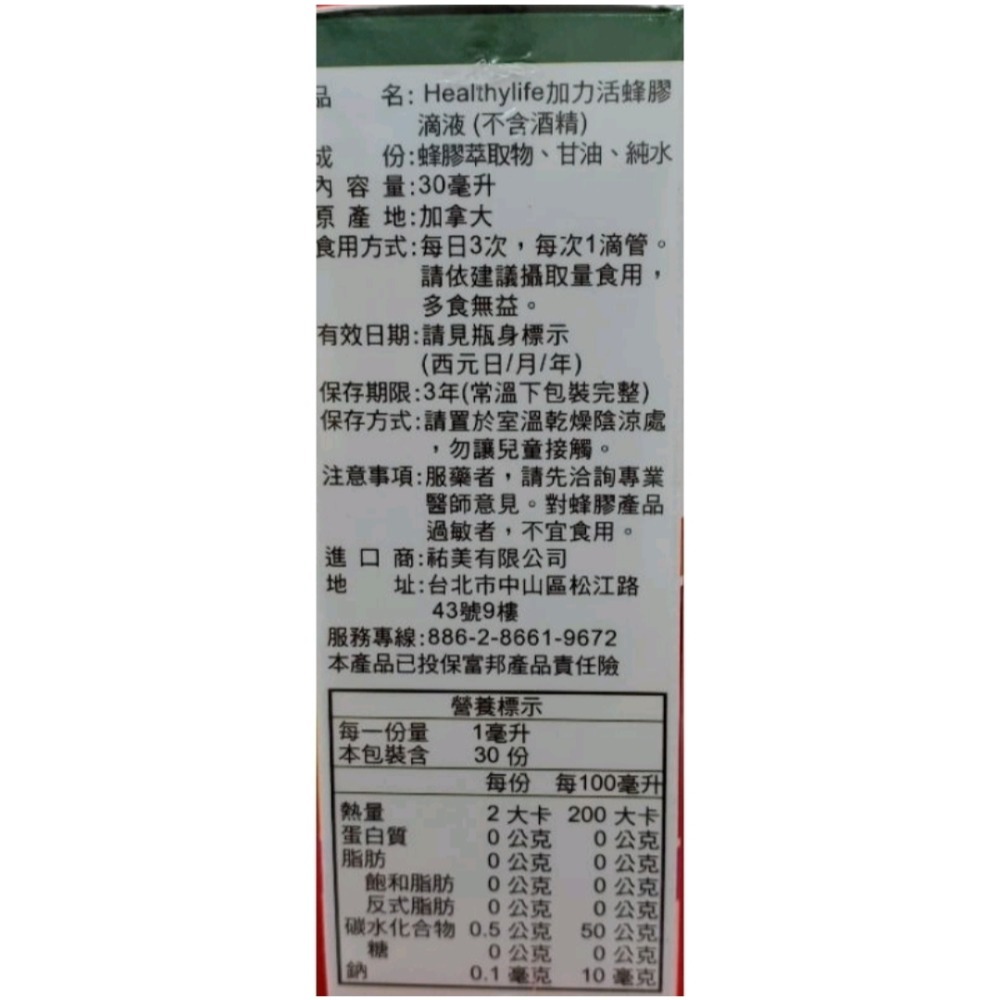 品 名: Healthylife加力活蜂膠
滴液 (不含酒精)
成 份:蜂膠萃取物、甘油、純水
內 容 量:30毫升
原 產 地:加拿大
食用方式:每日3次,每次1滴管。
請依建議攝取量食用,
多食無益。
有效日期:請見瓶身標示
(西元日/月/年)
保存期限:3年(常溫下包裝完整)
保存方式:請置於室溫乾燥陰涼處
,勿讓兒童接觸。
注意事項:服藥者,請先洽詢專業
醫師意見。對蜂膠產品
過敏者,不宜食用。
進 口 商:祐美有限公司
地 址:台北市中山區松江路
43號9樓
服務專線:886-2-8661-9672
本產品已投保富邦產品責任險
營養標示
每一份量 1毫升
本包裝含 30 份
每份 每100毫升
熱量 2 大卡 200 大卡
蛋白質 0 公克 0 公克
脂肪 0 公克 0 公克
飽和脂肪 0 公克 0 公克
反式脂肪 0 公克 0 公克
碳水化合物 0.5 公克 50 公克
糖 0 公克 0 公克
鈉 0.1 毫克 10 毫克